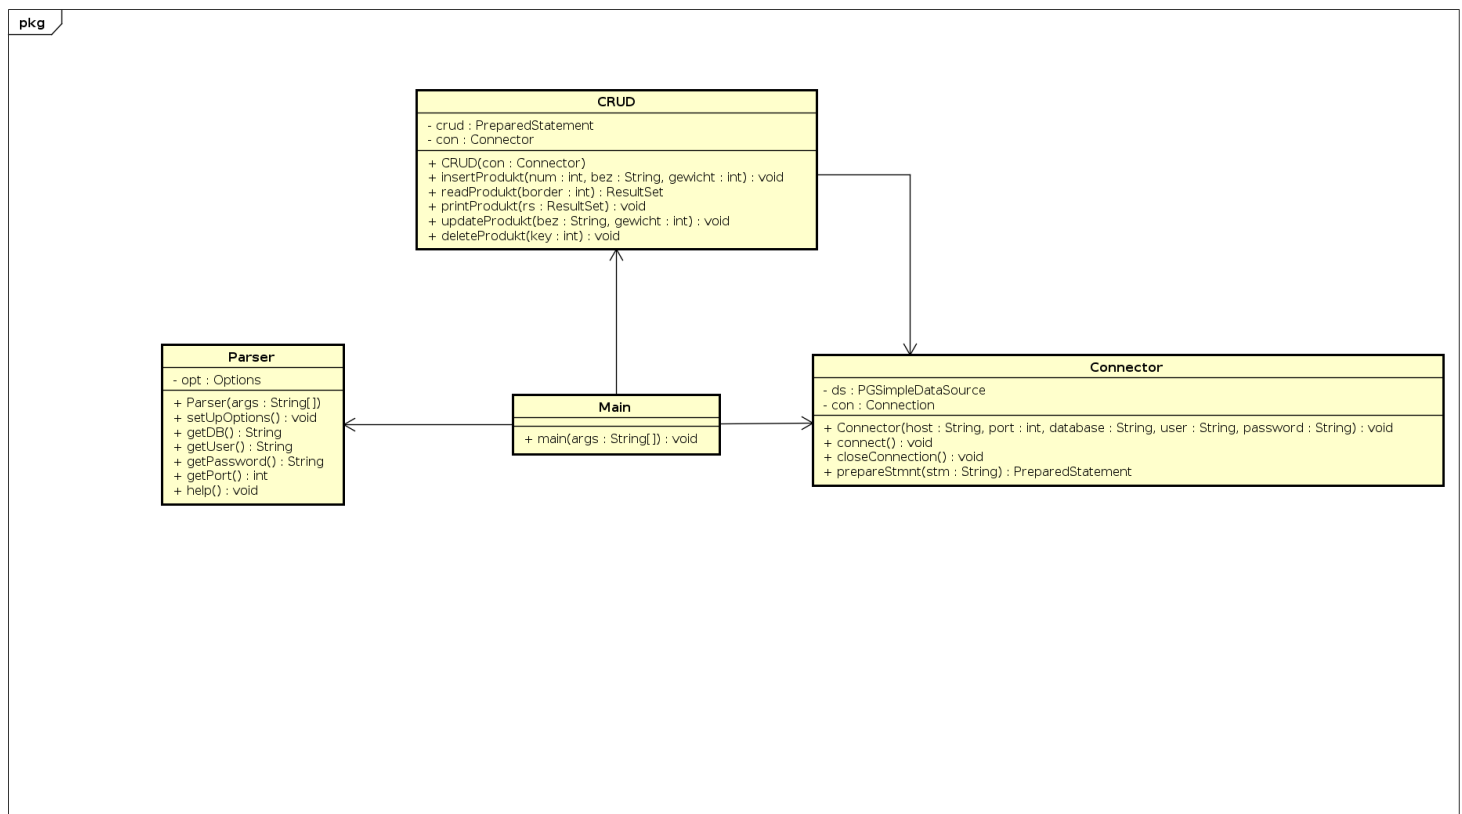 pkg
CRUD
- crud : PreparedStatement
- con : Connector
+ CRUD(con : Connector)
+ insertProdukt(num : int, bez : String, gewicht : int) : void
+ readProdukt(border : int) : ResultSet
+ printProdukt(rs : ResultSet) : void
+ updateProdukt(bez : String, gewicht : int) : void
+ deleteProdukt(key : int) : void
Parser
- opt : Options
+ Parser(args : String[])
+ setUpOptions() : void
+ getDB() : String
+ getUser() : String
+ getPassword() : String
+ getPort() : int
+ help() : void
Main
+ main(args : String[]) : void
Connector
- ds : PGSimpleDataSource
- con : Connection
+ Connector(host : String, port : int, database : String, user : String, password : String) : void
+ connect() : void
+ closeConnection() : void
+ prepareStmnt(stm : String) : PreparedStatement